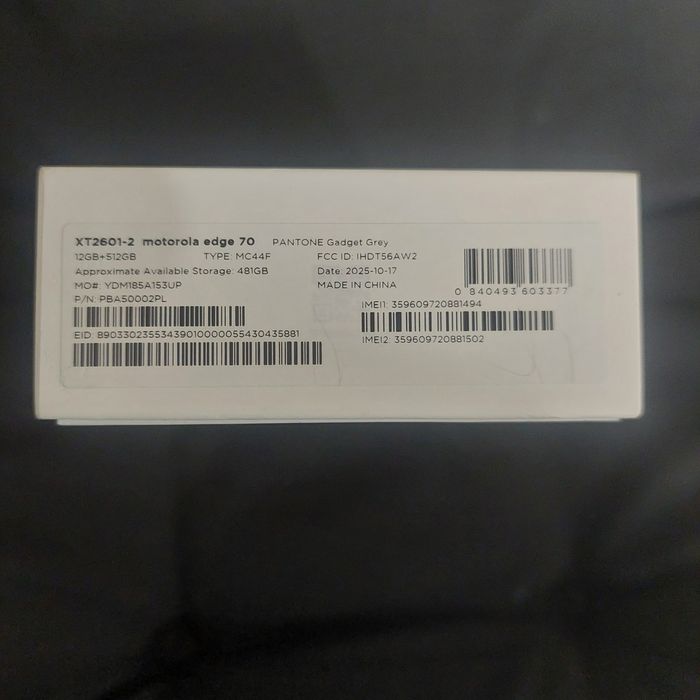 XT2601-2 motorola edge 70 PANTONE Gadget Grey
12GB+512GB TYPE: MC44F FCC ID: IHDT56AW2
Approximate Available Storage: 481GB Date: 2025-10-17
MO#: YDM185A153UP MADE IN CHINA
0 840493 603377
P/N: PBA50002PL
IMEI1: 359609720881494
EID: 89033023553439010000055430435881
IMEI2: 359609720881502